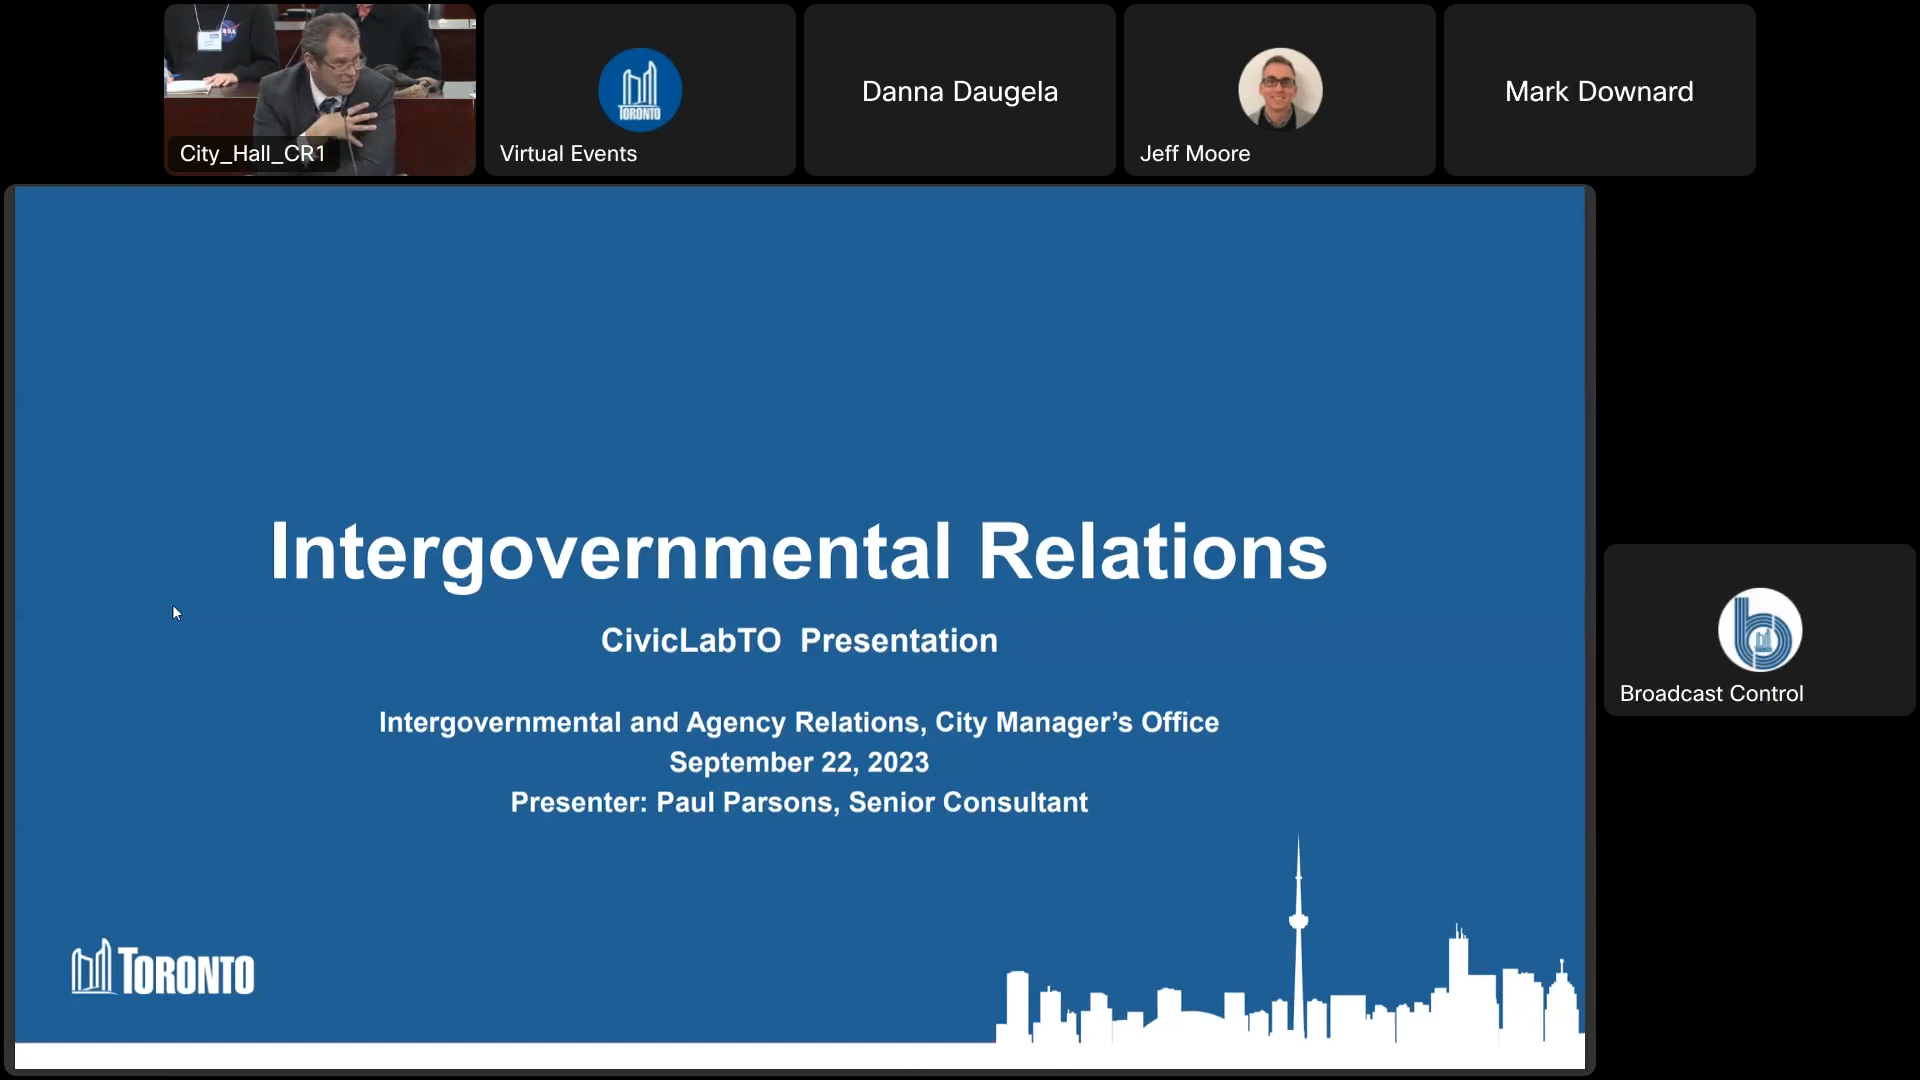 City_Hall_CR1
TORONTO
Virtual Events
Danna Daugela
Jeff Moore
Mark Downard
Intergovernmental Relations
CivicLabTO Presentation
Intergovernmental and Agency Relations, City Manager’s Office
September 22, 2023
Presenter: Paul Parsons, Senior Consultant
TORONTO
Broadcast Control